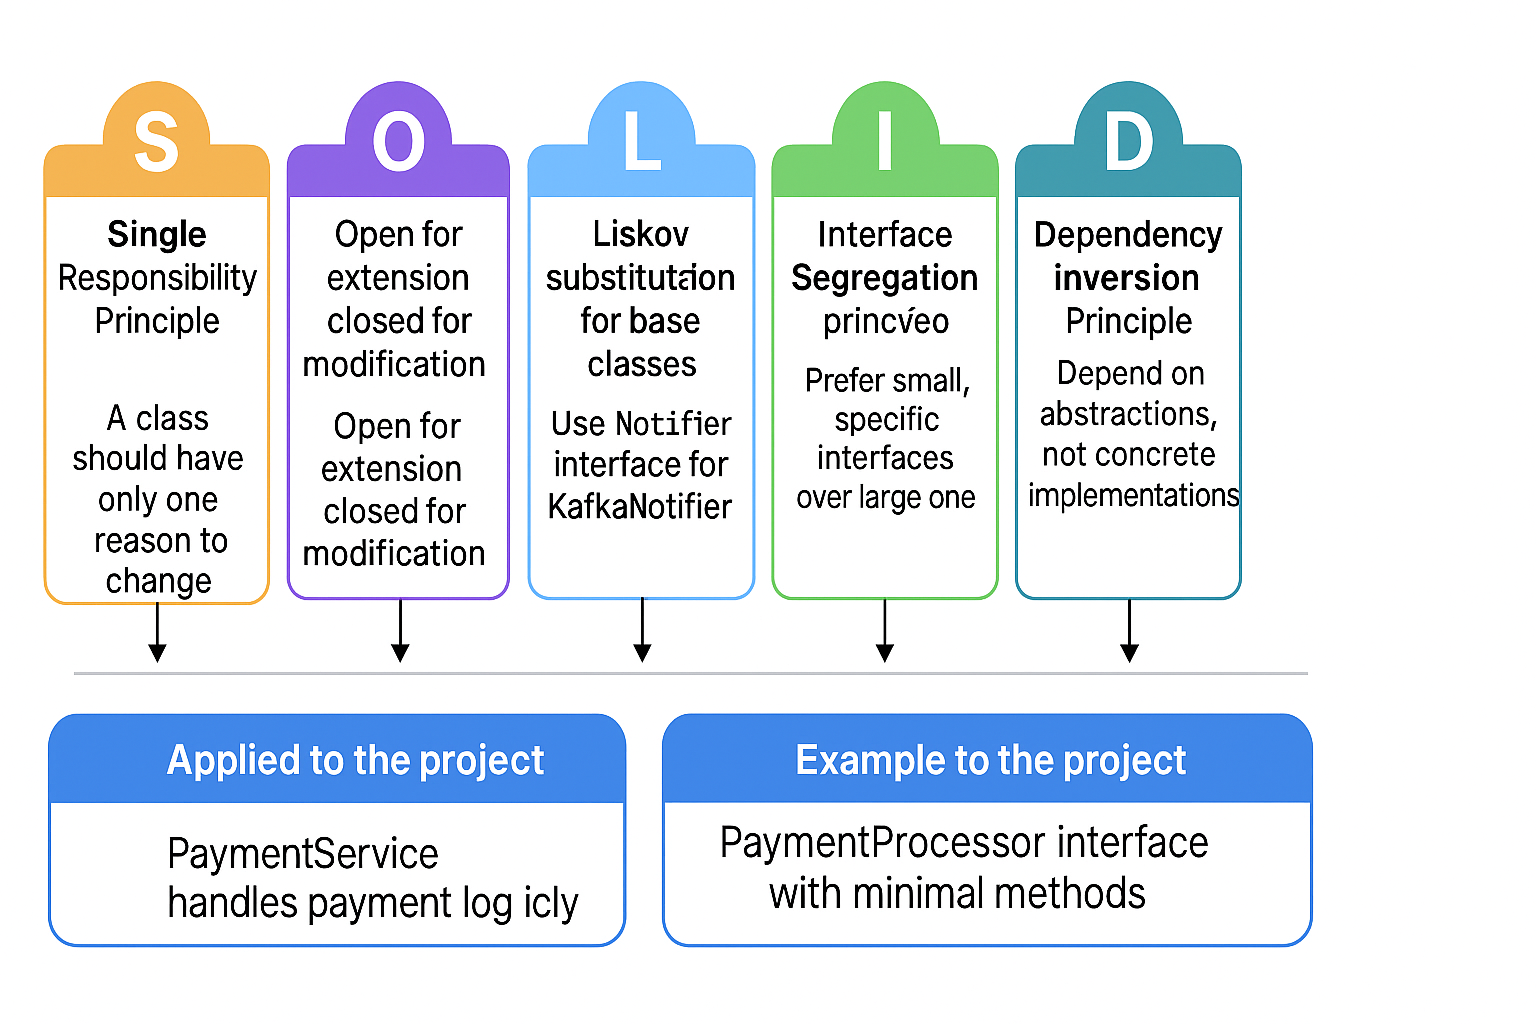 S
Single
Responsibility
Principle
A class
should have
only one
reason to
change
O
Open for
extension
closed for
modification
Open for
extension
closed for
modification
L
Liskov
substitutaion
for base
classes
Use Notifier
interface for
KafkaNotifier
I
Interface
Segregation
princv́eo
Prefer small,
specific
interfaces
over large one
D
Dependency
inversion
Principle
Depend on
abstractions,
not concrete
implementations
Applied to the project
PaymentService
handles payment log icly
Example to the project
PaymentProcessor interface
with minimal methods